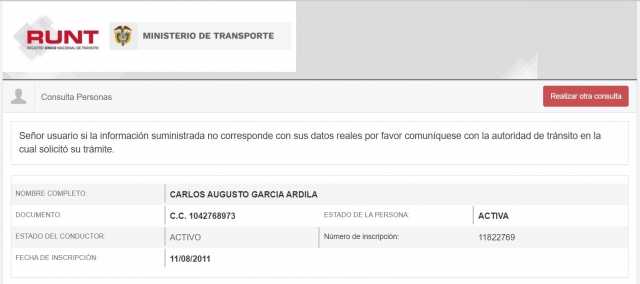 RUNT
REGISTRO ÚNICO NACIONAL DE TRÁNSITO
MINISTERIO DE TRANSPORTE
Consulta Personas
Realizar otra consulta
Señor usuario si la información suministrada no corresponde con sus datos reales por favor comuníquese con la autoridad de tránsito en la
cual solicitó su trámite.
NOMBRE COMPLETO: CARLOS AUGUSTO GARCIA ARDILA
DOCUMENTO: C.C. 1042768973 ESTADO DE LA PERSONA: ACTIVA
ESTADO DEL CONDUCTOR: ACTIVO Número de inscripción: 11822769
FECHA DE INSCRIPCIÓN: 11/08/2011